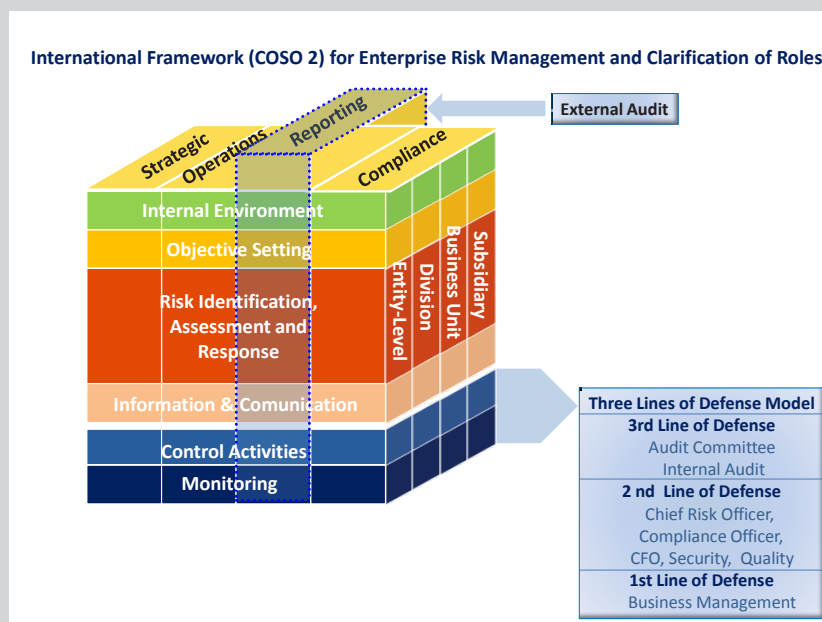 International Framework (COSO 2) for Enterprise Risk Management and Clarification of Roles
External Audit
Strategic
Operations
Reporting
Compliance
Internal Environment
Objective Setting
Risk Identification,
Assessment and
Response
Information & Comunication
Control Activities
Monitoring
Entity-Level
Division
Business Unit
Subsidiary
Three Lines of Defense Model
3rd Line of Defense
Audit Committee
Internal Audit
2 nd Line of Defense
Chief Risk Officer,
Compliance Officer,
CFO, Security, Quality
1st Line of Defense
Business Management